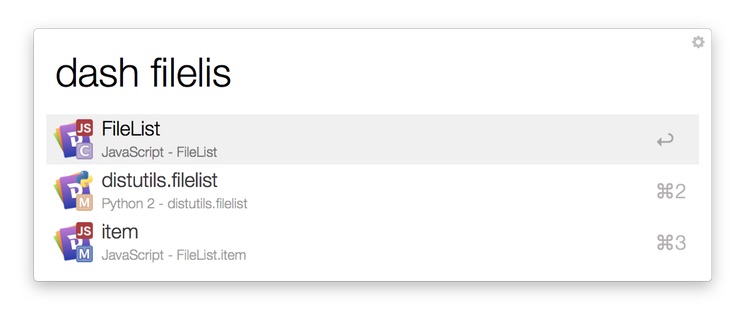 dash filelis
FileList
JavaScript - FileList
JS
C
distutils.filelist
Python 2 - distutils.filelist
M
⌘2
item
JavaScript - FileList.item
JS
M
⌘3